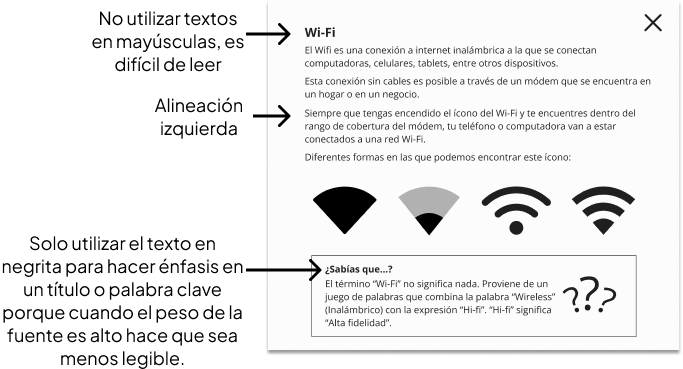 No utilizar textos
en mayúsculas, es
difícil de leer
Alineación
izquierda
Solo utilizar el texto en
negrita para hacer énfasis en
un título o palabra clave
porque cuando el peso de la
fuente es alto hace que sea
menos legible.
Wi-Fi
El Wifi es una conexión a internet inalámbrica a la que se conectan
computadoras, celulares, tablets, entre otros dispositivos.
Esta conexión sin cables es posible a través de un módem que se encuentra en
un hogar o en un negocio.
Siempre que tengas encendido el ícono del Wi-Fi y te encuentres dentro del
rango de cobertura del módem, tu teléfono o computadora van a estar
conectados a una red Wi-Fi.
Diferentes formas en las que podemos encontrar este ícono:
¿Sabías que...?
El término “Wi-Fi” no significa nada. Proviene de un
juego de palabras que combina la palabra “Wireless”
(Inalámbrico) con la expresión “Hi-fi”. “Hi-fi” significa
“Alta fidelidad”.
???